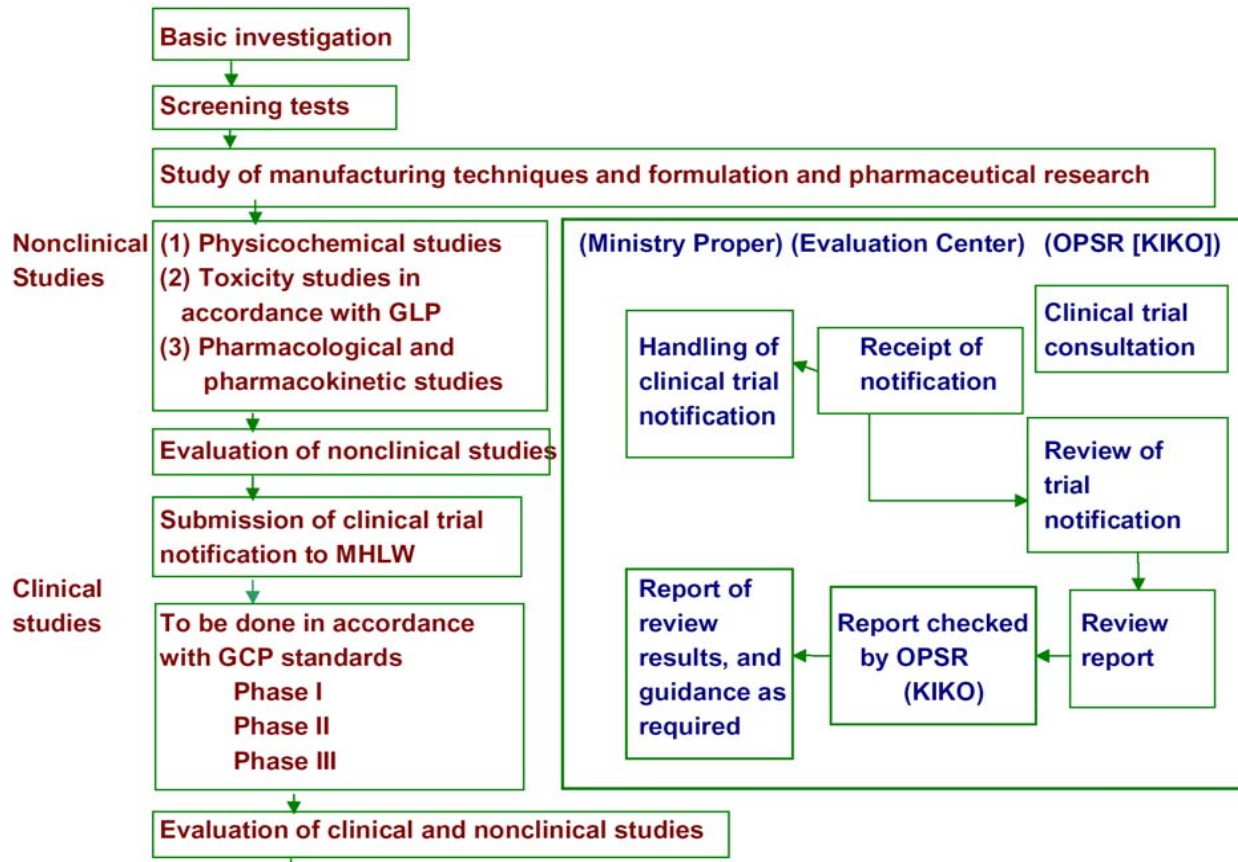 Basic investigation
Screening tests
Study of manufacturing techniques and formulation and pharmaceutical research
Nonclinical
Studies
(1) Physicochemical studies
(2) Toxicity studies in
accordance with GLP
(3) Pharmacological and
pharmacokinetic studies
Evaluation of nonclinical studies
Submission of clinical trial
notification to MHLW
Clinical
studies
To be done in accordance
with GCP standards
Phase I
Phase II
Phase III
Evaluation of clinical and nonclinical studies
(Ministry Proper) (Evaluation Center) (OPSR [KIKO])
Clinical trial
consultation
Handling of
clinical trial
notification
Receipt of
notification
Review of
trial
notification
Report of
review
results, and
guidance as
required
Report checked
by OPSR
(KIKO)
Review
report